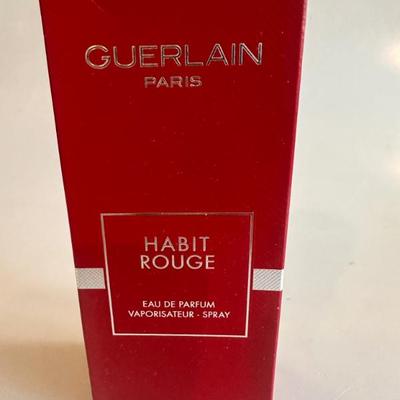 GUERLAIN
PARIS
HABIT
ROUGE
EAU DE PARFUM
VAPORISATEUR - SPRAY